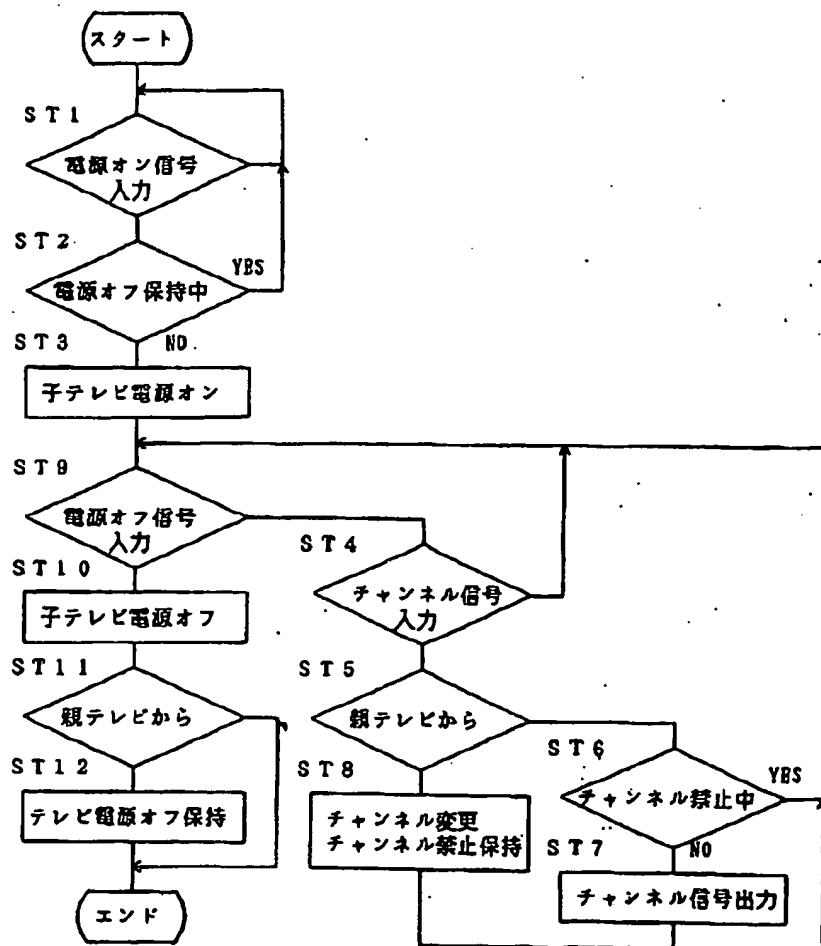 スタート
ST1
電源オン信号
入力
ST2
YES
電源オフ保持中
ST3
NO
子テレビ電源オン
ST9
電源オフ信号
入力
ST4
チャンネル信号
入力
ST10
子テレビ電源オフ
ST11
親テレビから
ST5
親テレビから
ST6
YES
チャンネル禁止中
ST12
テレビ電源オフ保持
ST8
チャンネル変更
チャンネル禁止保持
ST7
NO
チャンネル信号出力
エンド